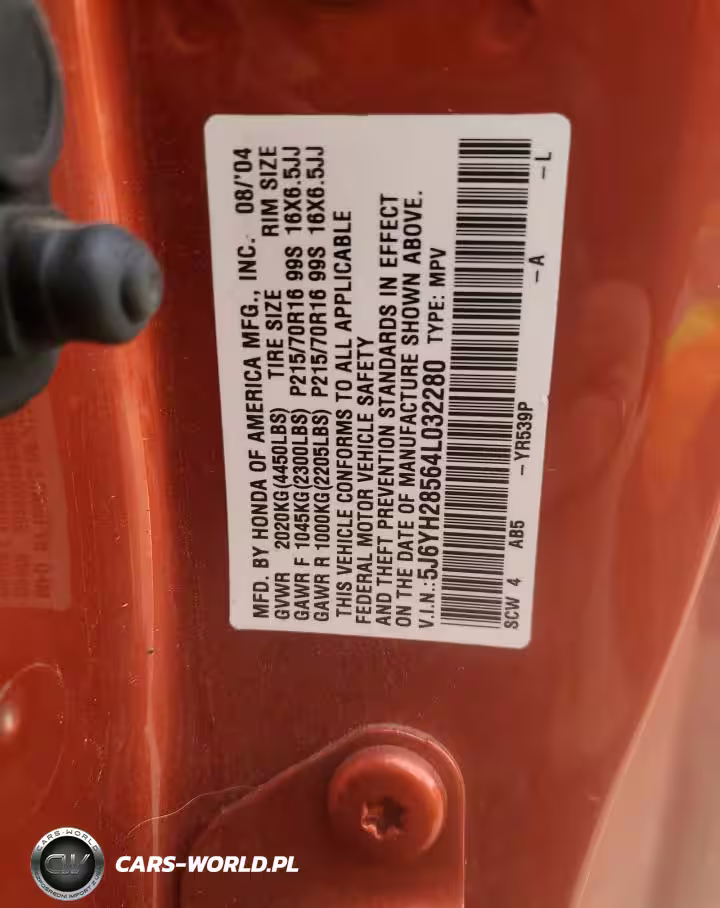 MFD. BY HONDA OF AMERICA MFG., INC. 08/'04
GVWR 2020KG(4450LBS) TIRE SIZE RIM SIZE
GAWR F 1045KG(2300LBS) P215/70R16 99S 16X6.5JJ
GAWR R 1000KG(2205LBS) P215/70R16 99S 16X6.5JJ
THIS VEHICLE CONFORMS TO ALL APPLICABLE
FEDERAL MOTOR VEHICLE SAFETY
AND THEFT PREVENTION STANDARDS IN EFFECT
ON THE DATE OF MANUFACTURE SHOWN ABOVE.
V.I.N.:5J6YH28564L032280 TYPE: MPV
SCW 4 AB5 -YR539P -A -L
CARS-WORLD
CW
CARS-WORLD.PL